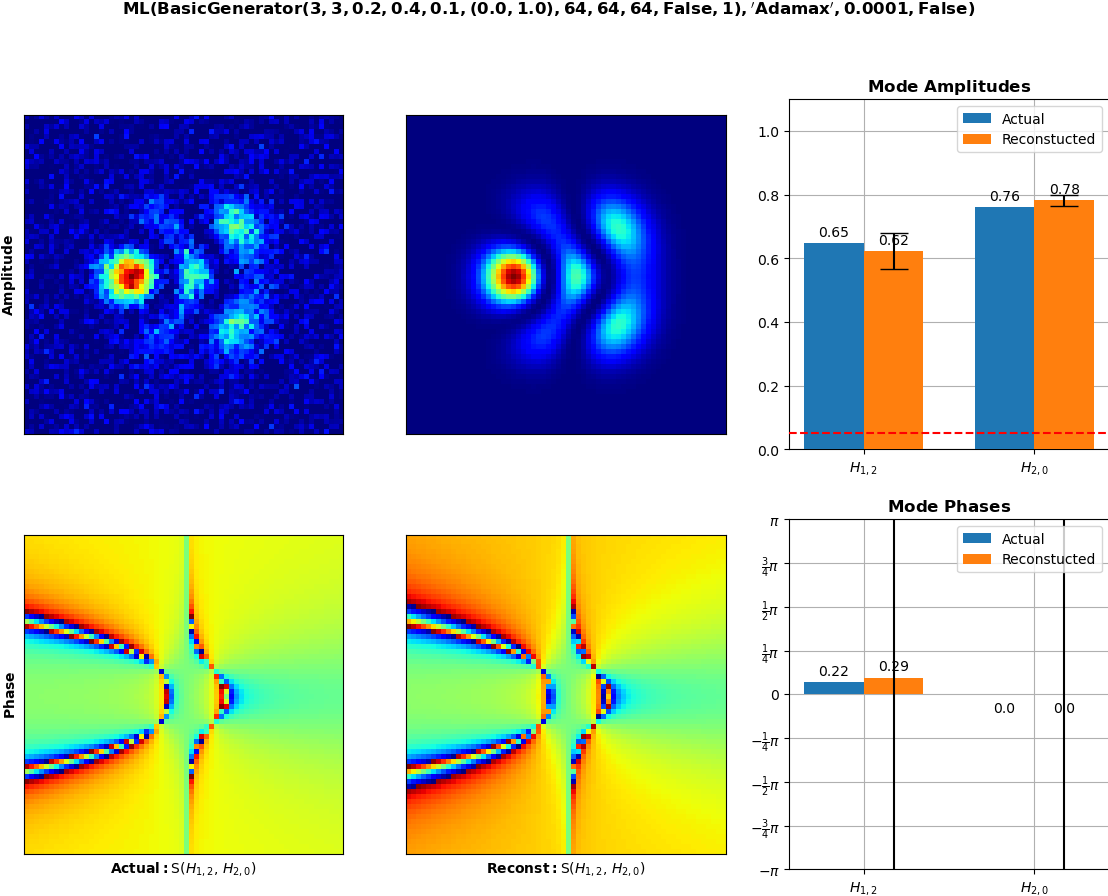 ML(BasicGenerator(3, 3, 0.2, 0.4, 0.1, (0.0, 1.0), 64, 64, 64, False, 1), ′Adamax′, 0.0001, False)
Mode Amplitudes
Amplitude
1.0
0.8
0.6
0.4
0.2
0.0
Actual
Reconstucted
0.65
0.62
0.76
0.78
H1, 2
H2, 0
Mode Phases
Phase
π
3/4π
1/2π
1/4π
0
−1/4π
−1/2π
−3/4π
−π
Actual
Reconstucted
0.22
0.29
0.0
0.0
H1, 2
H2, 0
Actual: S(H1, 2, H2, 0)
Reconst: S(H1, 2, H2, 0)